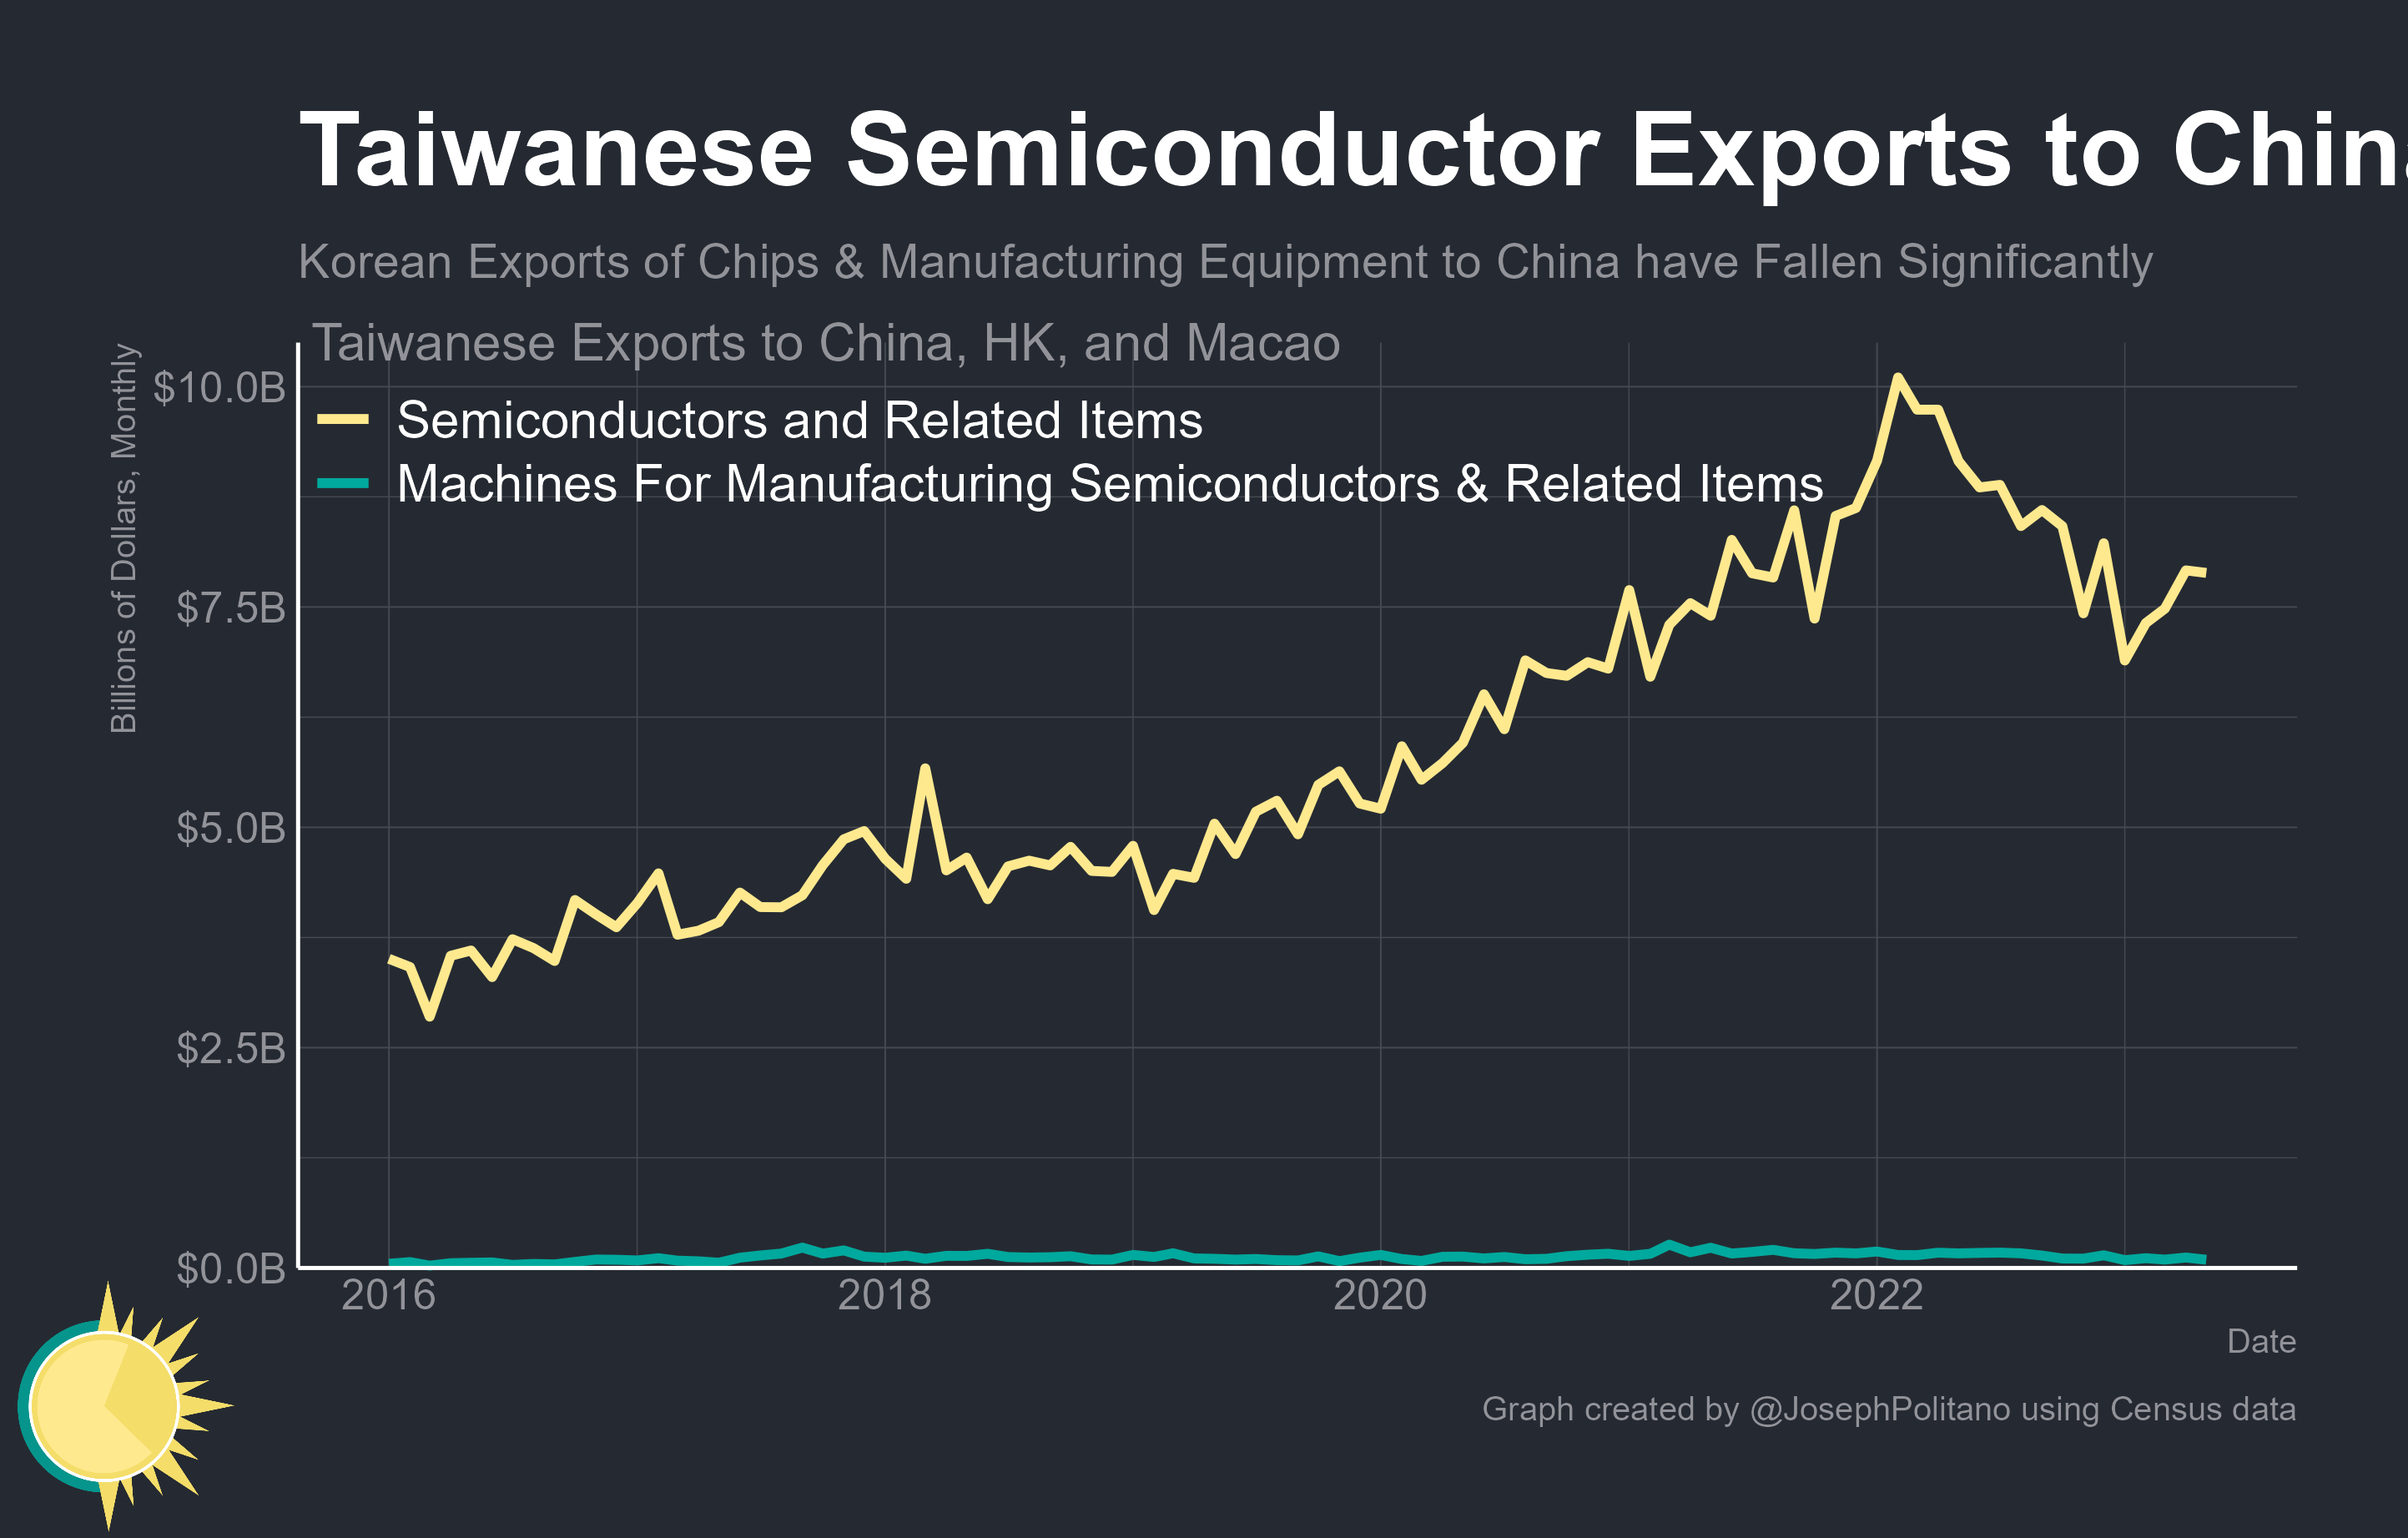 Taiwanese Semiconductor Exports to China
Korean Exports of Chips & Manufacturing Equipment to China have Fallen Significantly
Taiwanese Exports to China, HK, and Macao
Semiconductors and Related Items
Machines For Manufacturing Semiconductors & Related Items
Billions of Dollars, Monthly
$10.0B
$7.5B
$5.0B
$2.5B
$0.0B
2016 2018 2020 2022
Date
Graph created by @JosephPolitano using Census data